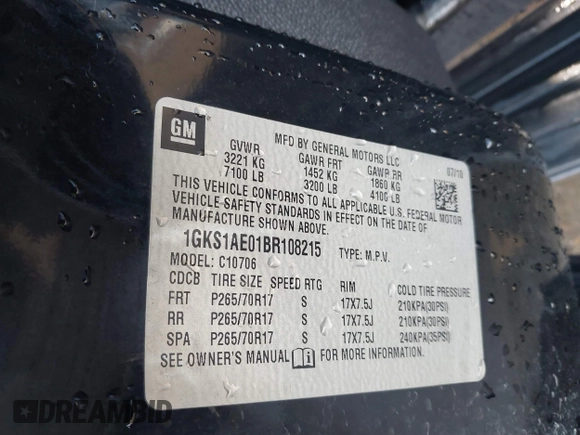 GM
MFD BY GENERAL MOTORS LLC
GVWR GAWR FRT GAWR RR 07/10
3221 KG 1452 KG 1860 KG
7100 LB 3200 LB 4100 LB
THIS VEHICLE CONFORMS TO ALL APPLICABLE U.S. FEDERAL MOTOR
VEHICLE SAFETY STANDARDS IN EFFECT ON THE DATE OF
MANUFACTURE SHOWN ABOVE.
1GKS1AE01BR108215 TYPE: M.P.V.
MODEL: C10706
CDCB TIRE SIZE SPEED RTG RIM COLD TIRE PRESSURE
FRT P265/70R17 S 17X7.5J 210KPA(30PSI)
RR P265/70R17 S 17X7.5J 210KPA(30PSI)
SPA P265/70R17 S 17X7.5J 240KPA(35PSI)
SEE OWNER'S MANUAL FOR MORE INFORMATION.
DREAMBID